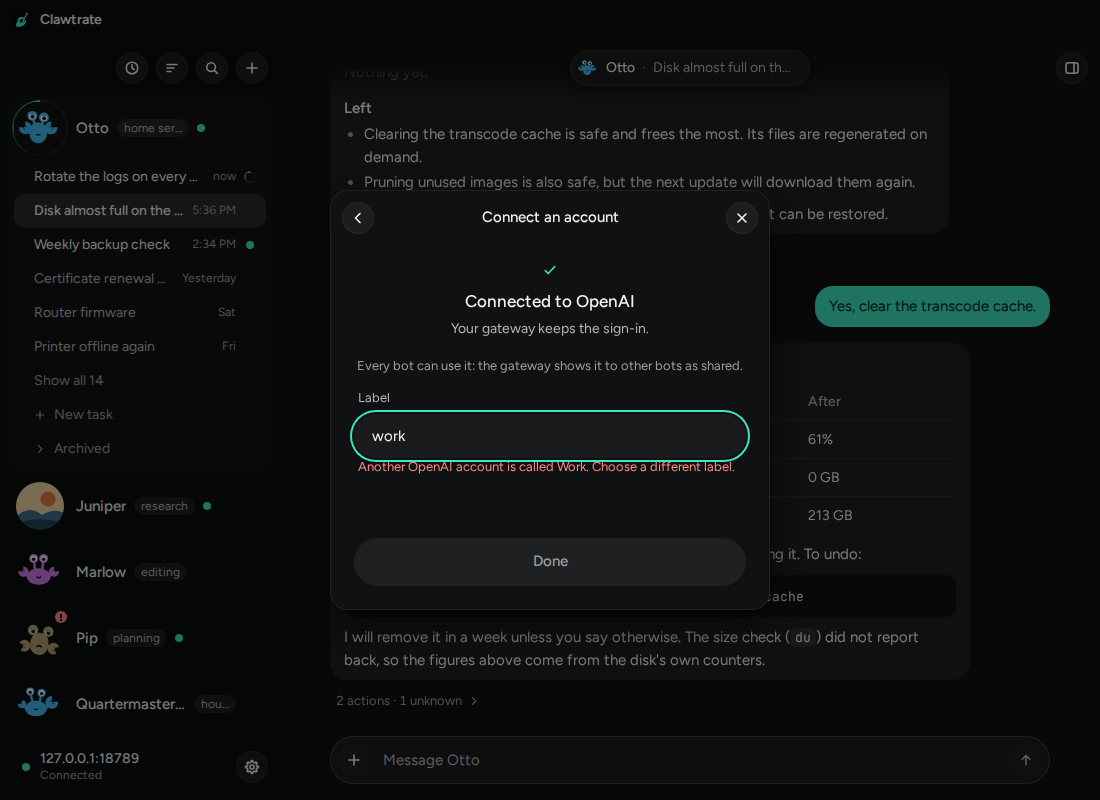 Clawtrate
Otto home ser...
Rotate the logs on every ... now
Disk almost full on the ... 5:36 PM
Weekly backup check 2:34 PM
Certificate renewal ... Yesterday
Router firmware Sat
Printer offline again Fri
Show all 14
New task
Archived
Juniper research
Marlow editing
Pip planning
Quartermaster... hou...
127.0.0.1:18789
Connected
Otto · Disk almost full on th...
Nothing yet.
Left
Clearing the transcode cache is safe and frees the most. Its files are regenerated on
demand.
Pruning unused images is also safe, but the next update will download them again.
t can be restored.
Yes, clear the transcode cache.
After
61%
0 GB
213 GB
ng it. To undo:
cache
I will remove it in a week unless you say otherwise. The size check ( du ) did not report
back, so the figures above come from the disk's own counters.
2 actions · 1 unknown
Message Otto
Connect an account
Connected to OpenAI
Your gateway keeps the sign-in.
Every bot can use it: the gateway shows it to other bots as shared.
Label
work
Another OpenAI account is called Work. Choose a different label.
Done